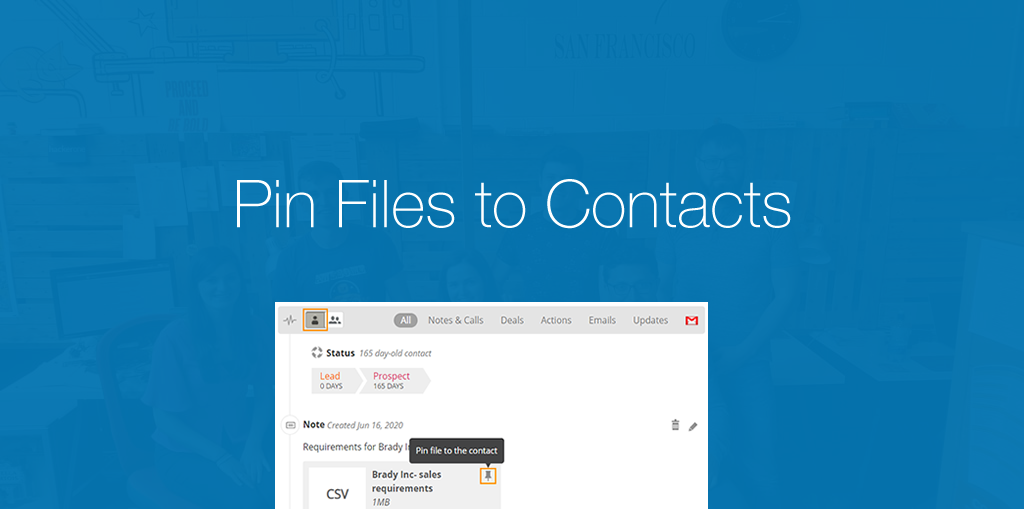 SAN FRANCISCO
Pin Files to Contacts
All Notes & Calls Deals Actions Emails Updates
Status 165 day-old contact
Lead Prospect
0 DAYS 165 DAYS
Note Created Jun 16, 2020
Requirements for Brady
Pin file to the contact
Brady Inc- sales
requirements
CSV
1MB